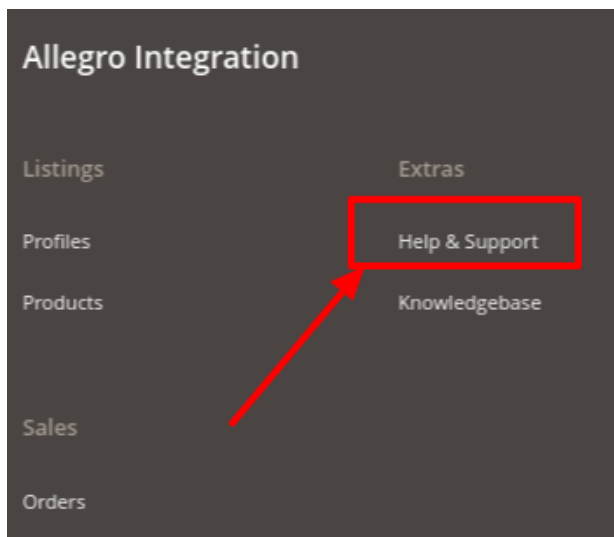 Allegro Integration
Listings
Profiles
Products
Sales
Orders
Extras
Help & Support
Knowledgebase